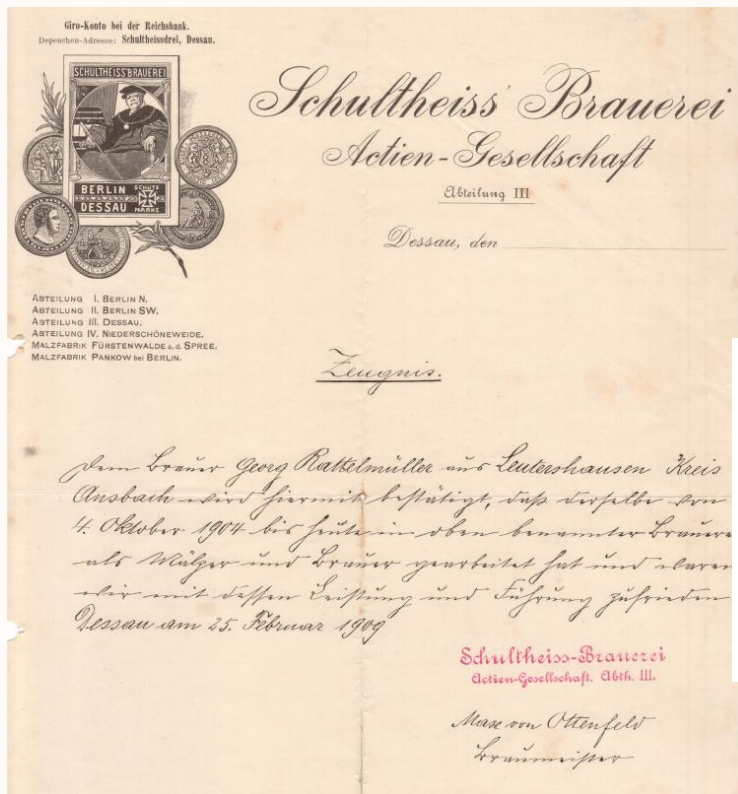 Giro-Konto bei der Reichsbank.
Depeschen-Adresse: Schultheissdrei, Dessau.
SCHULTHEISS' BRAUEREI
BERLIN
DESSAU
SCHUTZ
MARKE
Schultheiss' Brauerei
Actien-Gesellschaft
Abteilung III
Dessau, den
ABTEILUNG I. BERLIN N.
ABTEILUNG II. BERLIN SW.
ABTEILUNG III. DESSAU.
ABTEILUNG IV. NIEDERSCHÖNEWEIDE.
MALZFABRIK FÜRSTENWALDE a. d. SPREE.
MALZFABRIK PANKOW bei BERLIN.
Zeugnis.
Dem Brauer Georg Rattelmüller aus Leutershausen Kreis
Ansbach wird hiermit bestätigt, daß derselbe von
4. Oktober 1904 bis heute in oben benannter Brauere
als Mälzer und Brauer gearbeitet hat und waren
wir mit dessen Leistung und Führung zufrieden
Dessau am 25. Februar 1909
Schultheiss-Brauerei
Actien-Gesellschaft. Abth. III.
Max von Ottenfeld
Braumeister